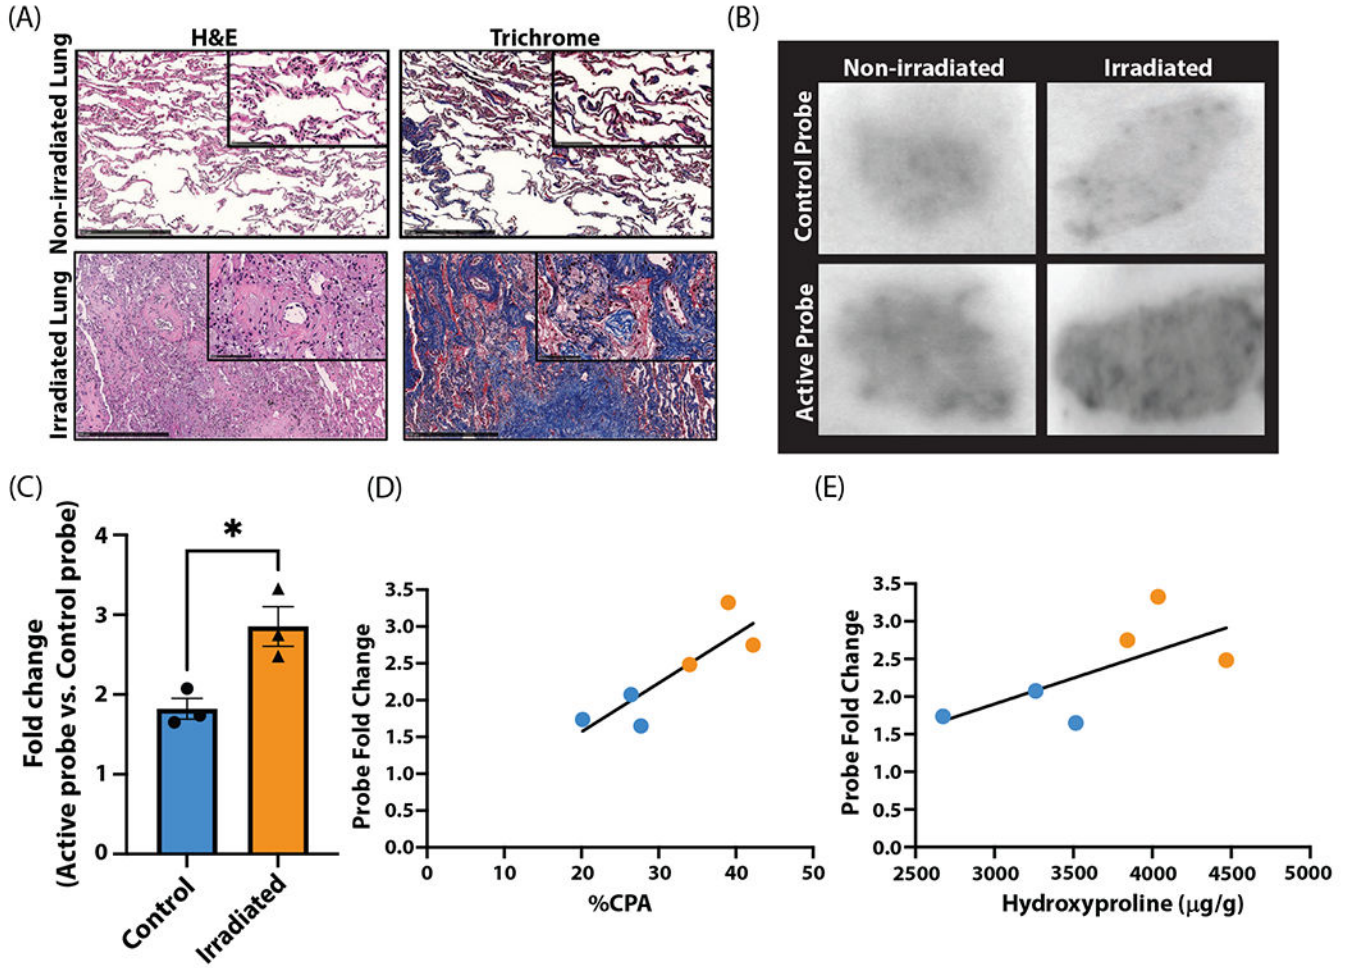 (A)
H&E
Trichrome
Non-irradiated Lung
Irradiated Lung
(B)
Non-irradiated
Irradiated
Control Probe
Active Probe
(C)
Fold change
(Active probe vs. Control probe)
4
3
2
1
0
*
Control
Irradiated
(D)
Probe Fold Change
3.5
3.0
2.5
2.0
1.5
1.0
0.5
0.0
0 10 20 30 40 50
%CPA
(E)
Probe Fold Change
3.5
3.0
2.5
2.0
1.5
1.0
0.5
0.0
2500 3000 3500 4000 4500 5000
Hydroxyproline (μg/g)